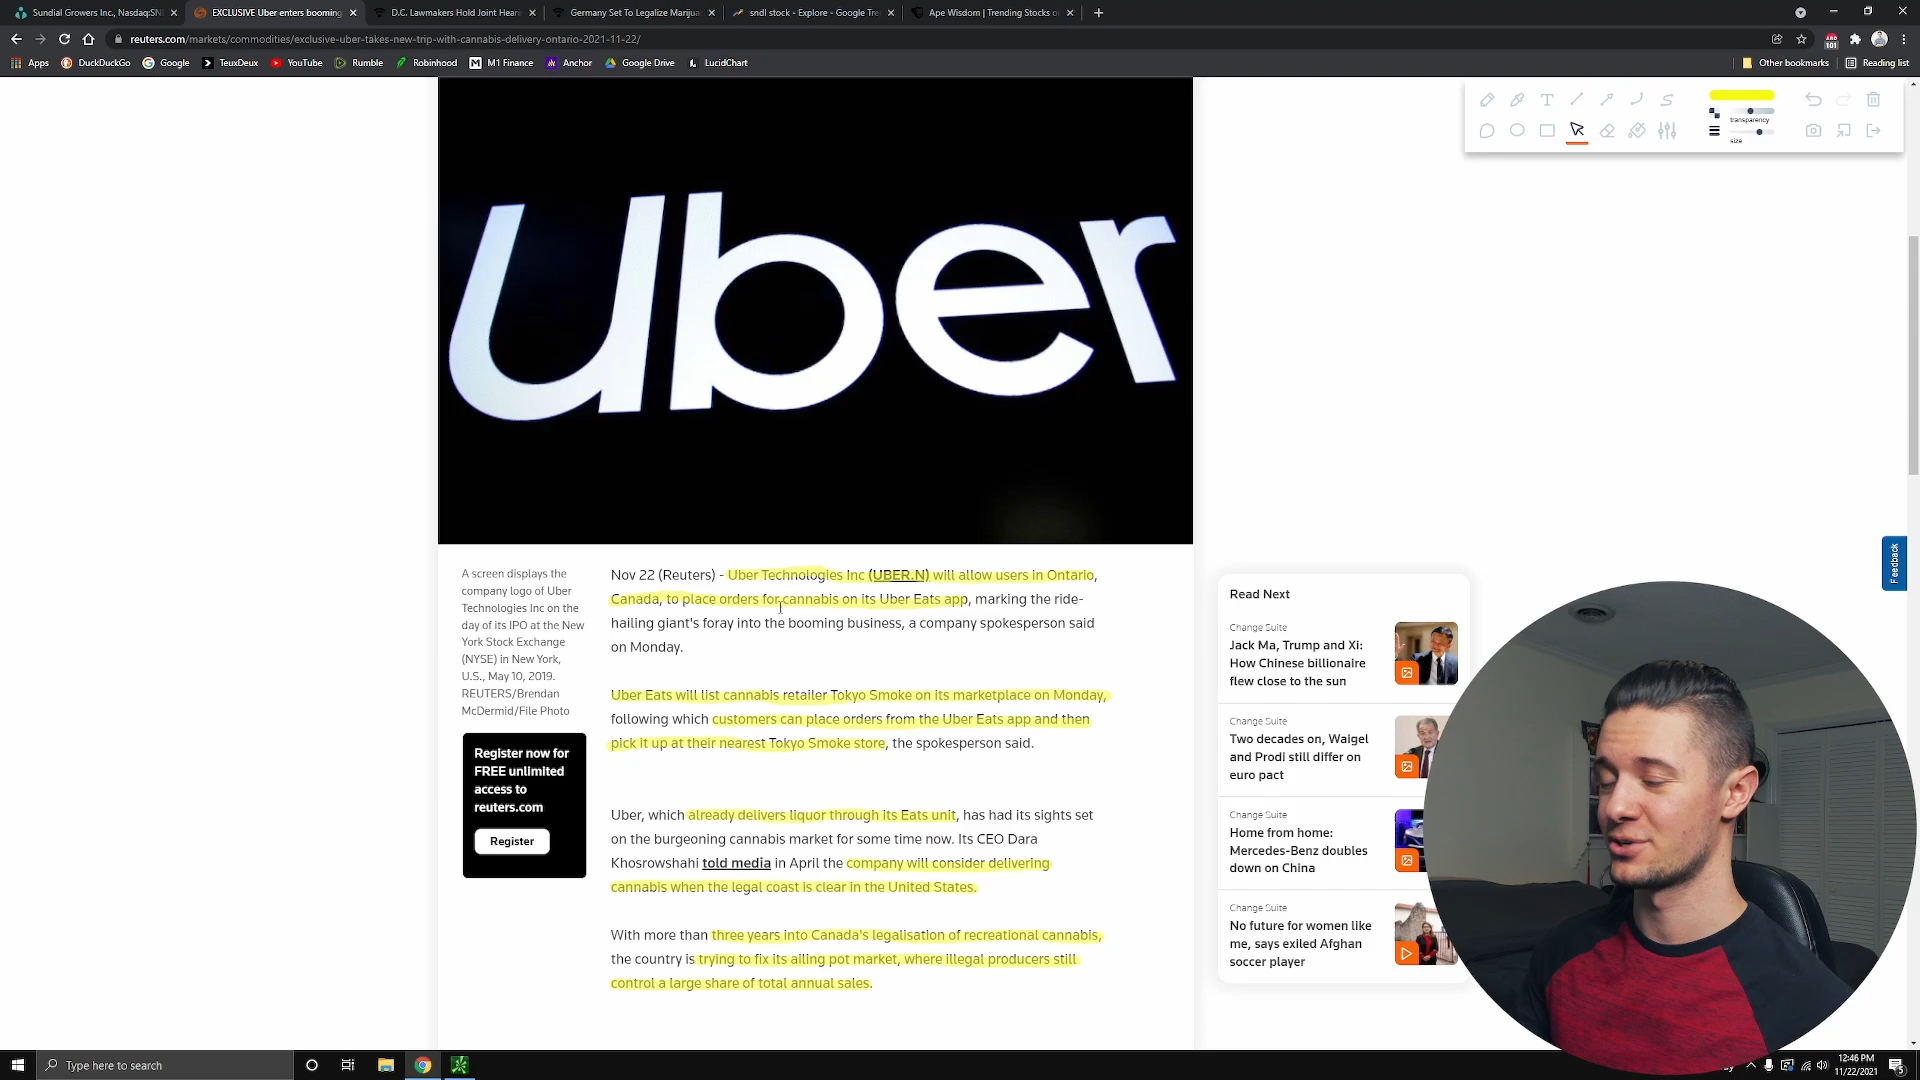 Sundial Growers Inc., Nasdaq:SNI
EXCLUSIVE Uber enters booming
D.C. Lawmakers Hold Joint Heari
Germany Set To Legalize Marijua
sndl stock - Explore - Google Tre
Ape Wisdom | Trending Stocks o
reuters.com/markets/commodities/exclusive-uber-takes-new-trip-with-cannabis-delivery-ontario-2021-11-22/
101
Apps
DuckDuckGo
Google
TeuxDeux
YouTube
Rumble
Robinhood
M1 Finance
Anchor
Google Drive
LucidChart
Other bookmarks
Reading list
transparency
size
Uber
Feedback
A screen displays the
company logo of Uber
Technologies Inc on the
day of its IPO at the New
York Stock Exchange
(NYSE) in New York,
U.S., May 10, 2019.
REUTERS/Brendan
McDermid/File Photo
Register now for
FREE unlimited
access to
reuters.com
Register
Nov 22 (Reuters) - Uber Technologies Inc (UBER.N) will allow users in Ontario,
Canada, to place orders for cannabis on its Uber Eats app, marking the ride-
hailing giant's foray into the booming business, a company spokesperson said
on Monday.
Uber Eats will list cannabis retailer Tokyo Smoke on its marketplace on Monday,
following which customers can place orders from the Uber Eats app and then
pick it up at their nearest Tokyo Smoke store, the spokesperson said.
Uber, which already delivers liquor through its Eats unit, has had its sights set
on the burgeoning cannabis market for some time now. Its CEO Dara
Khosrowshahi told media in April the company will consider delivering
cannabis when the legal coast is clear in the United States.
With more than three years into Canada's legalisation of recreational cannabis,
the country is trying to fix its ailing pot market, where illegal producers still
control a large share of total annual sales.
Read Next
Change Suite
Jack Ma, Trump and Xi:
How Chinese billionaire
flew close to the sun
Change Suite
Two decades on, Waigel
and Prodi still differ on
euro pact
Change Suite
Home from home:
Mercedes-Benz doubles
down on China
Change Suite
No future for women like
me, says exiled Afghan
soccer player
Type here to search
12:46 PM
11/22/2021
5